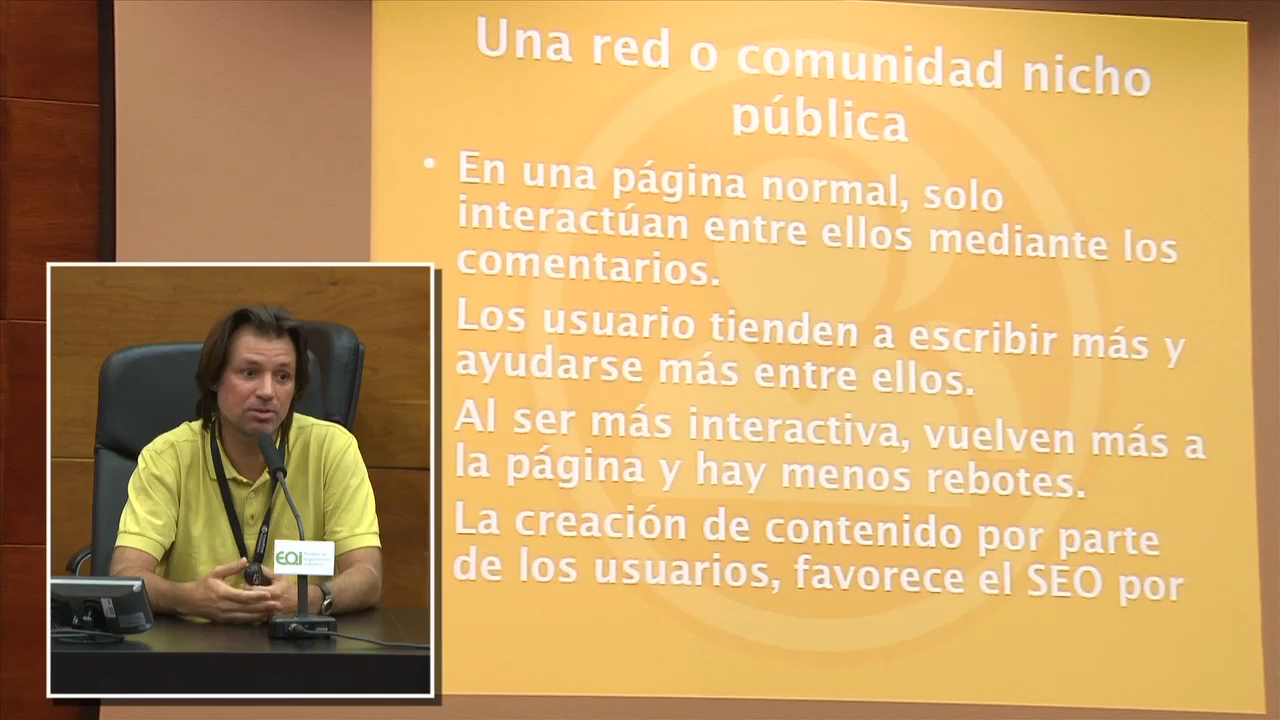 Una red o comunidad nicho
pública
• En una página normal, solo
interactúan entre ellos mediante los
comentarios.
Los usuario tienden a escribir más y
ayudarse más entre ellos.
Al ser más interactiva, vuelven más a
la página y hay menos rebotes.
La creación de contenido por parte
de los usuarios, favorece el SEO por
EOI